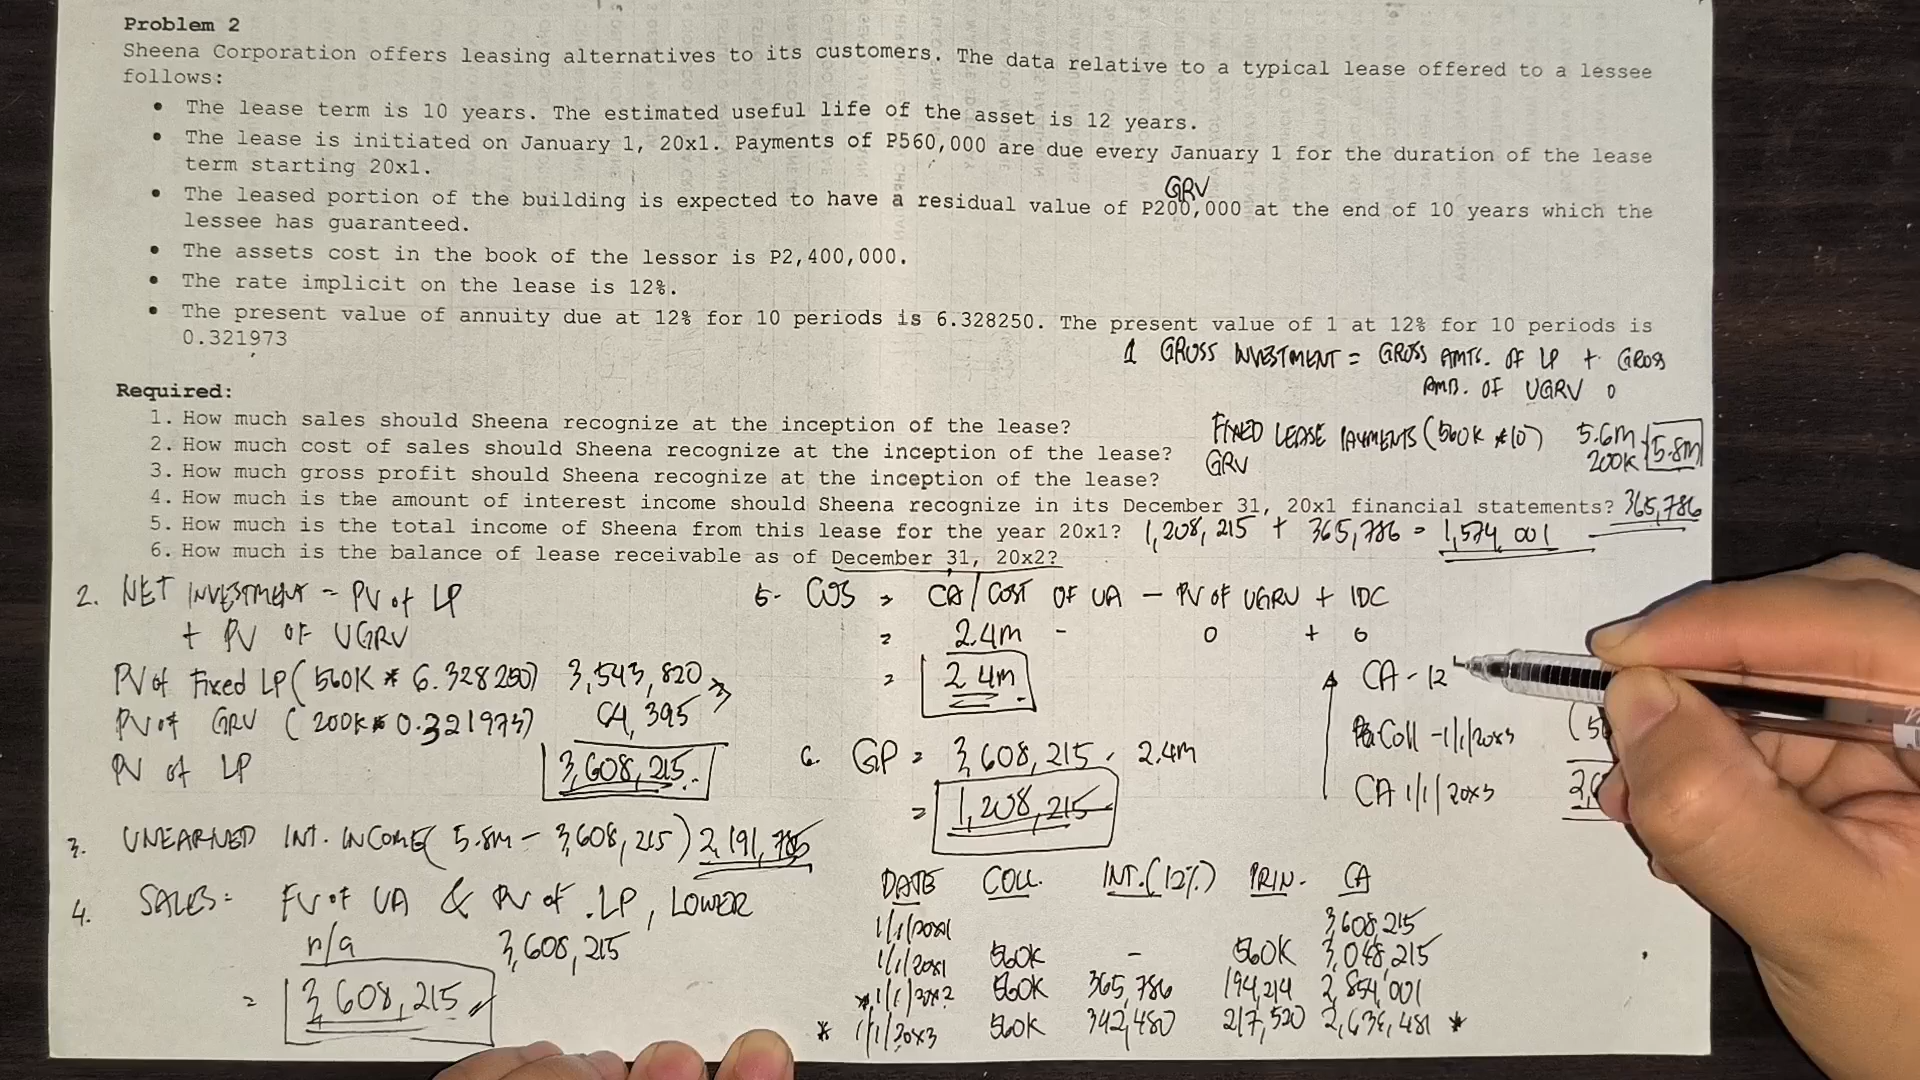 Problem 2
Sheena Corporation offers leasing alternatives to its customers. The data relative to a typical lease offered to a lessee
follows:
• The lease term is 10 years. The estimated useful life of the asset is 12 years.
• The lease is initiated on January 1, 20x1. Payments of P560,000 are due every January 1 for the duration of the lease
term starting 20x1.
GRV
• The leased portion of the building is expected to have a residual value of P200,000 at the end of 10 years which the
lessee has guaranteed.
• The assets cost in the book of the lessor is P2,400,000.
• The rate implicit on the lease is 12%.
• The present value of annuity due at 12% for 10 periods is 6.328250. The present value of 1 at 12% for 10 periods is
0.321973
1 GROSS INVESTMENT = GROSS AMTS. OF LP + GROSS
AMTS. OF UGRV 0
FIXED LEASE PAYMENTS (560K * 10) 5.6m
GRV 200K 5.8m
Required:
1. How much sales should Sheena recognize at the inception of the lease?
2. How much cost of sales should Sheena recognize at the inception of the lease?
3. How much gross profit should Sheena recognize at the inception of the lease?
4. How much is the amount of interest income should Sheena recognize in its December 31, 20x1 financial statements? 365,786
5. How much is the total income of Sheena from this lease for the year 20x1? 1,208,215 + 365,786 = 1,574,001
6. How much is the balance of lease receivable as of December 31, 20x2?
2. NET INVESTMENT = PV of LP
+ PV OF UGRV
PV of Fixed LP (560K * 6.328250) 3,543,820
PV of GRV (200K * 0.321973) 64,395
PV of LP 3,608,215
3. UNEARNED INT. INCOME (5.8m - 3,608,215) 2,191,785
4. SALES = FV of UA & PV of LP, LOWER
n/a 3,608,215
= 3,608,215
5. COS = CA/COST OF UA - PV OF UGRV + IDC
= 2.4m - 0 + 0
= 2.4m
6. GP = 3,608,215 - 2.4m
= 1,208,215
CA - 12
Coll - 1/1/20x3 (5
CA 1/1/20x3 2,
DATE COLL. INT. (12%) PRIN. CA
1/1/20x1 3,608,215
1/1/20x1 560K - 560K 3,048,215
* 1/1/20x2 560K 365,786 194,214 2,854,001
* 1/1/20x3 560K 342,480 217,520 2,636,481 *